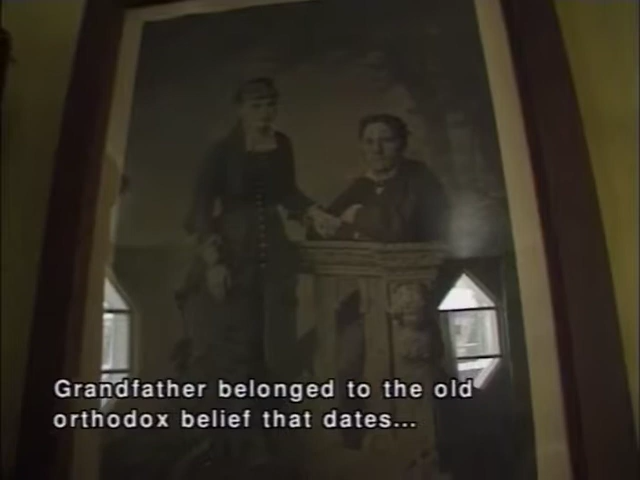 Grandfather belonged to the old
orthodox belief that dates...